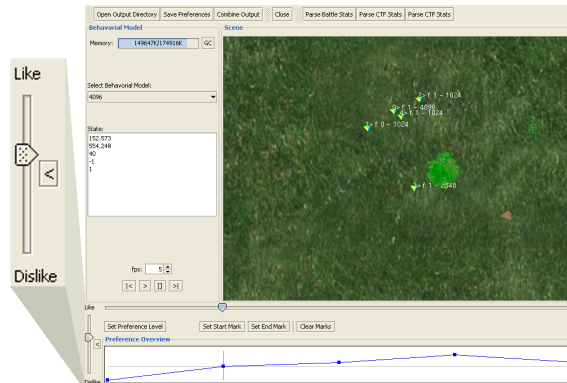 Open Output Directory Save Preferences Combine Output Close Parse Battle Stats Parse CTF Stats Parse CTF Stats
Behavorial Model
Scene
Memory: 149647K/174916K GC
Like
Select Behavorial Model:
4096
State:
152.573
554.248
40
-1
1
2> f: 1 - 1024
f: 1 - 4096
4> f: 1 - 1024
f: 0 - 1024
f: 1 - 2048
<
Dislike
fps: 5
|< > [] >|
Like
Set Preference Level Set Start Mark Set End Mark Clear Marks
<
Preference Overview
Dislike